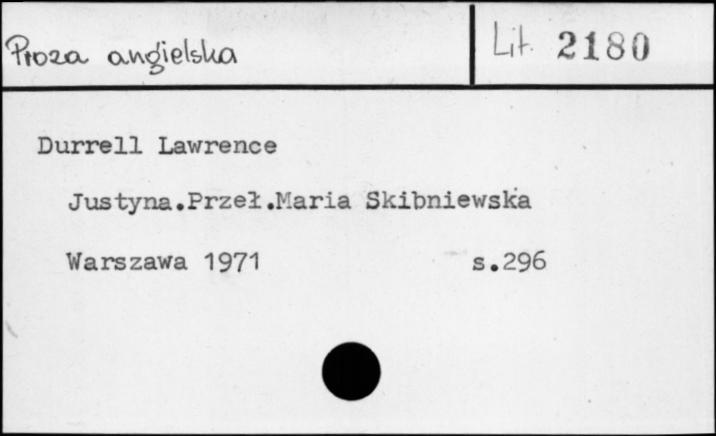 Proza angielska
Lit. 2180
Durrell Lawrence
Justyna.Przeł.Maria Skibniewska
Warszawa 1971 s.296